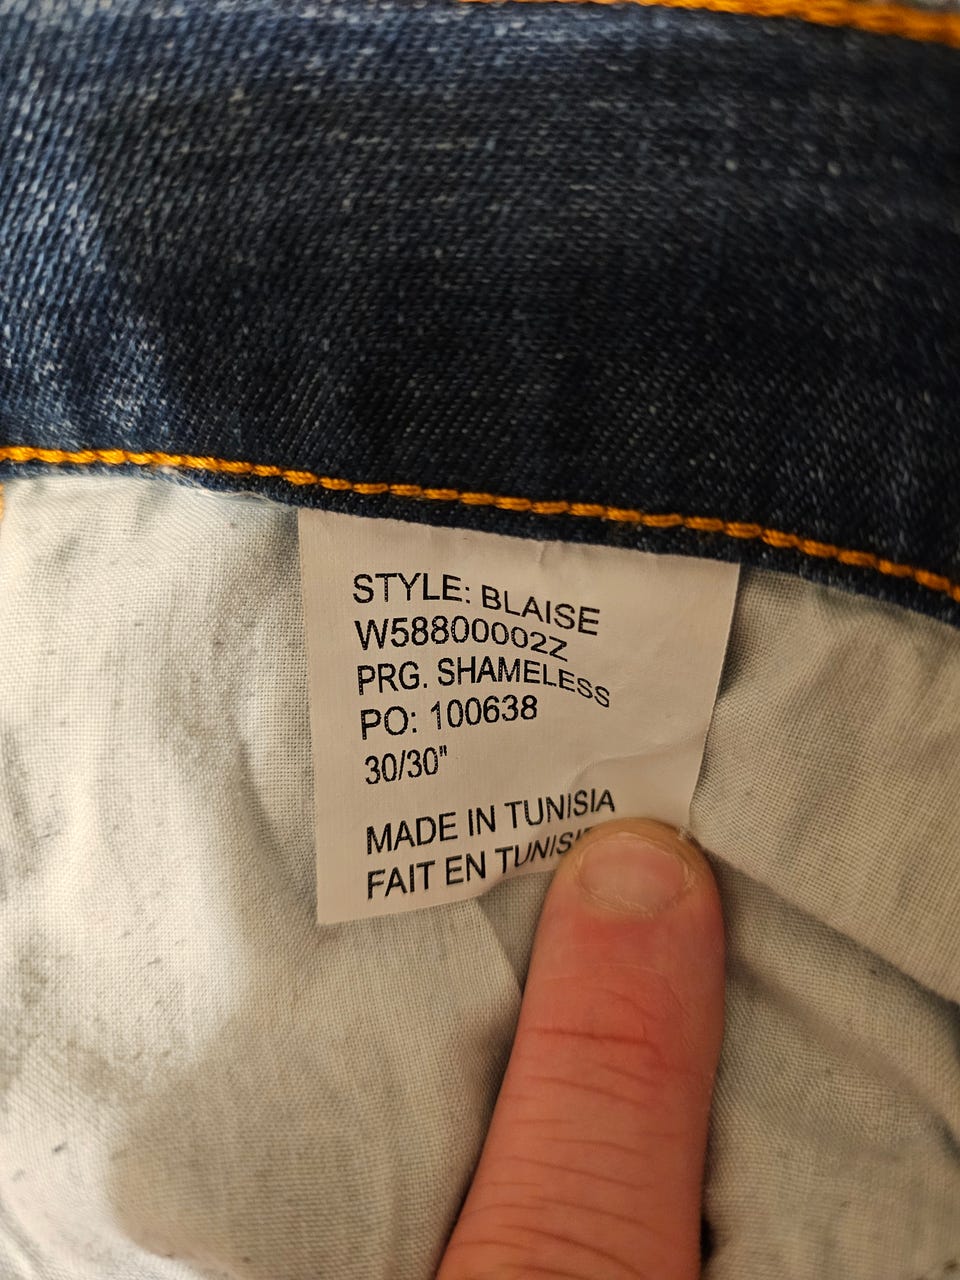 STYLE: BLAISE
W58800002Z
PRG. SHAMELESS
PO: 100638
30/30"
MADE IN TUNISIA
FAIT EN